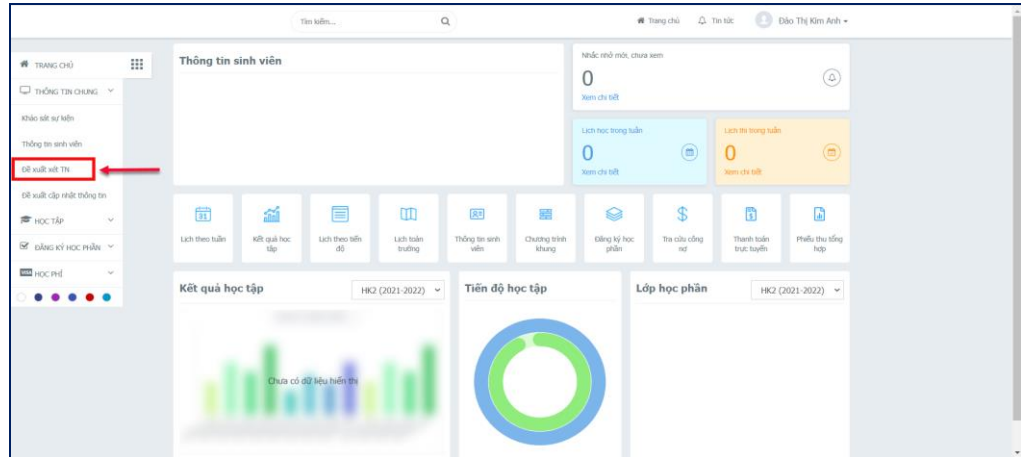 Tìm kiếm...
Trang chủ
Tin tức
Đào Thị Kim Anh
TRANG CHỦ
THÔNG TIN CHUNG
Khảo sát sự kiện
Thông tin sinh viên
Đề xuất xét TN
Đề xuất cập nhật thông tin
HỌC TẬP
ĐĂNG KÝ HỌC PHẦN
HỌC PHÍ
Thông tin sinh viên
Nhắc nhở mới, chưa xem
0
Xem chi tiết
Lịch học trong tuần
0
Xem chi tiết
Lịch thi trong tuần
0
Xem chi tiết
Lịch theo tuần
Kết quả học
tập
Lịch theo tiến
độ
Lịch toàn
trường
Thông tin sinh
viên
Chương trình
khung
Đăng ký học
phần
Tra cứu công
nợ
Thanh toán
trực tuyến
Phiếu thu tổng
hợp
Kết quả học tập
HK2 (2021-2022)
Chưa có dữ liệu hiển thị
Tiến độ học tập
Lớp học phần
HK2 (2021-2022)